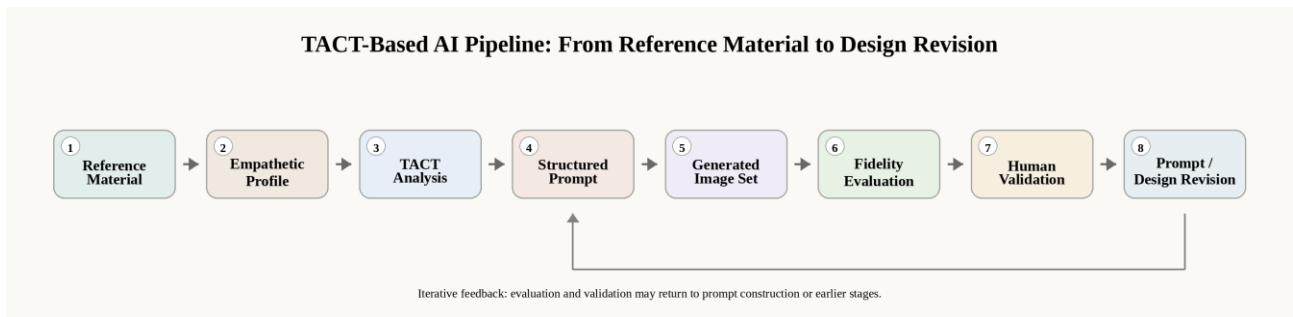 TACT-Based AI Pipeline: From Reference Material to Design Revision
1
Reference
Material
2
Empathetic
Profile
3
TACT
Analysis
4
Structured
Prompt
5
Generated
Image Set
6
Fidelity
Evaluation
7
Human
Validation
8
Prompt /
Design Revision
Iterative feedback: evaluation and validation may return to prompt construction or earlier stages.